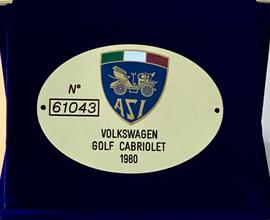 N°
61043
ASI
VOLKSWAGEN
GOLF CABRIOLET
1980